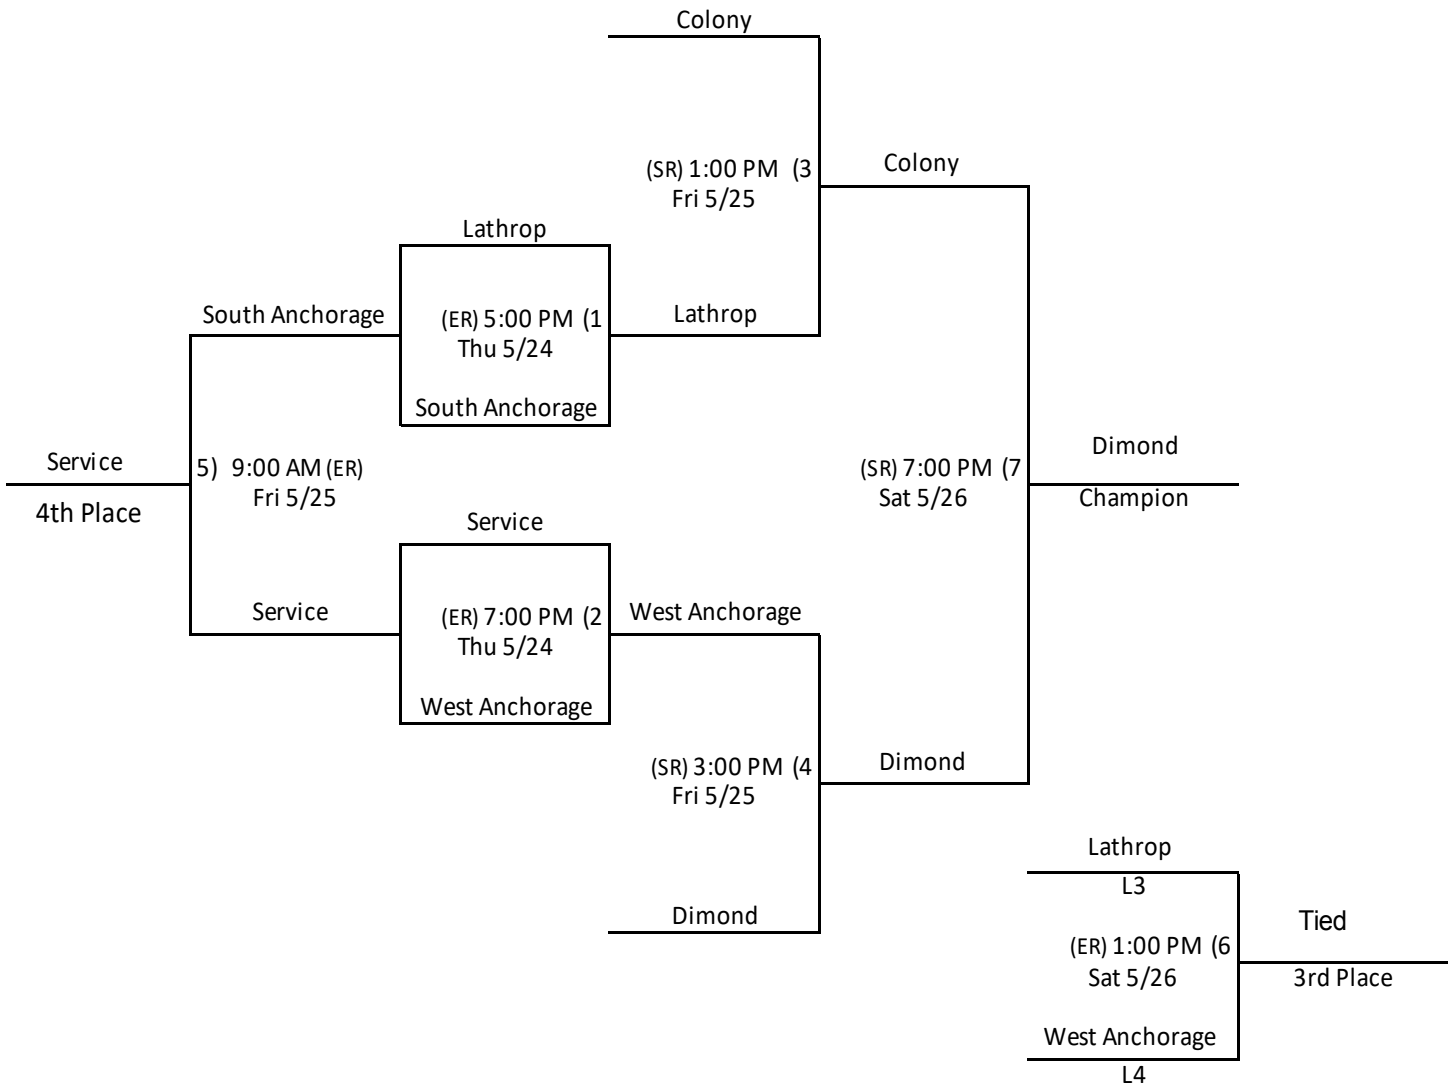 Colony
(SR) 1:00 PM (3
Fri 5/25
Colony
Lathrop
South Anchorage
(ER) 5:00 PM (1
Thu 5/24
Lathrop
South Anchorage
Service
4th Place
5) 9:00 AM (ER)
Fri 5/25
(SR) 7:00 PM (7
Sat 5/26
Dimond
Champion
Service
Service
(ER) 7:00 PM (2
Thu 5/24
West Anchorage
West Anchorage
(SR) 3:00 PM (4
Fri 5/25
Dimond
Dimond
Lathrop
L3
(ER) 1:00 PM (6
Sat 5/26
Tied
3rd Place
West Anchorage
L4